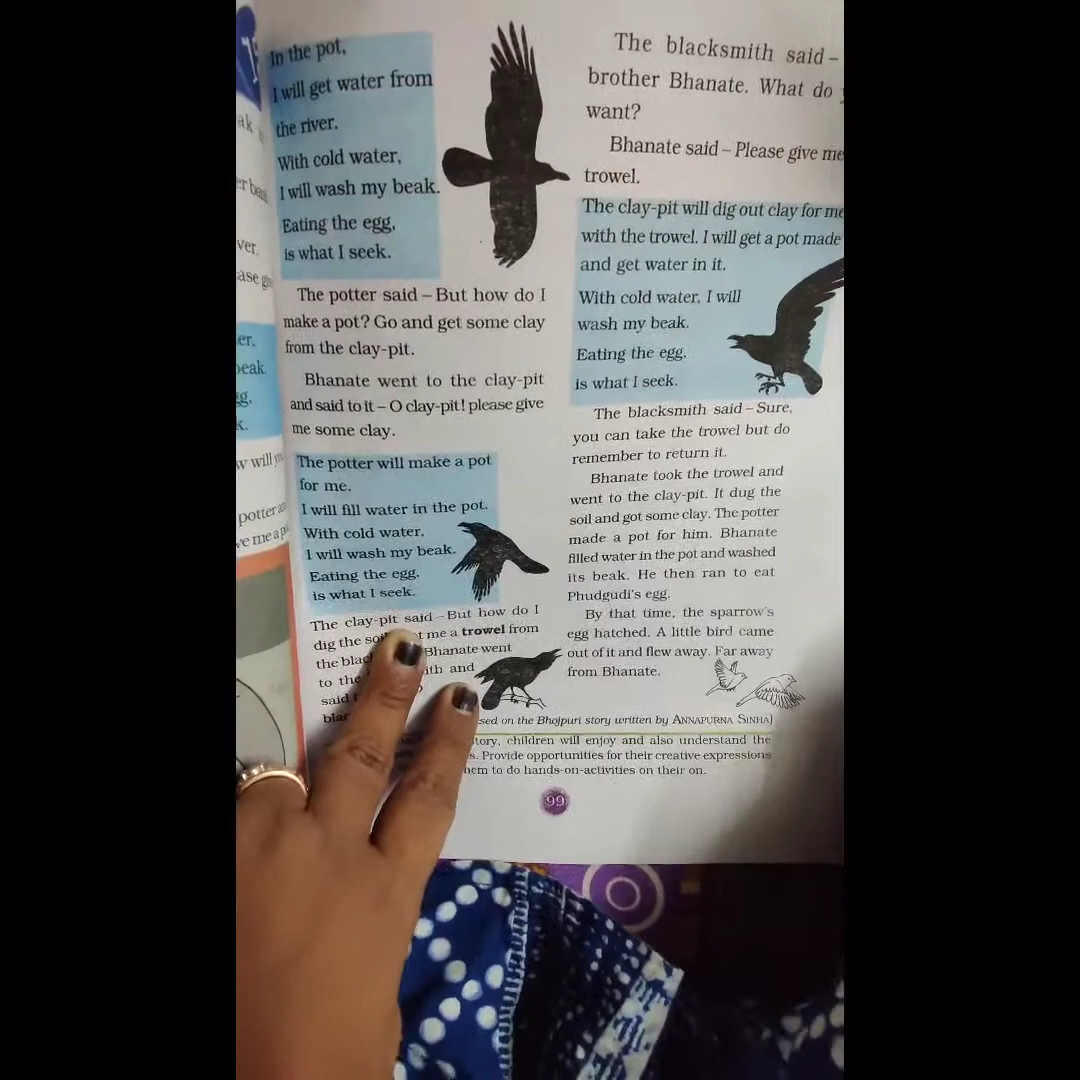 ak
ver.
er.
beak.
k.
w will
potter
In the pot,
I will get water from
the river.
With cold water,
I will wash my beak.
Eating the egg,
is what I seek.
The potter said – But how do I
make a pot? Go and get some clay
from the clay-pit.
Bhanate went to the clay-pit
and said to it – O clay-pit! please give
me some clay.
The potter will make a pot
for me.
I will fill water in the pot.
With cold water,
I will wash my beak.
Eating the egg,
is what I seek.
The clay-pit said – But how do I
dig the me a trowel from
the Bhanate went
to the and
said
The blacksmith said –
brother Bhanate. What do
want?
Bhanate said – Please give me
trowel.
The clay-pit will dig out clay for me
with the trowel. I will get a pot made
and get water in it.
With cold water, I will
wash my beak.
Eating the egg,
is what I seek.
The blacksmith said – Sure,
you can take the trowel but do
remember to return it.
Bhanate took the trowel and
went to the clay-pit. It dug the
soil and got some clay. The potter
made a pot for him. Bhanate
filled water in the pot and washed
its beak. He then ran to eat
Phudgudi's egg.
By that time, the sparrow's
egg hatched. A little bird came
out of it and flew away. Far away
from Bhanate.
on the Bhojpuri story written by ANNAPURNA SINHA)
story, children will enjoy and also understand the
Provide opportunities for their creative expressions
to do hands-on-activities on their on.
99